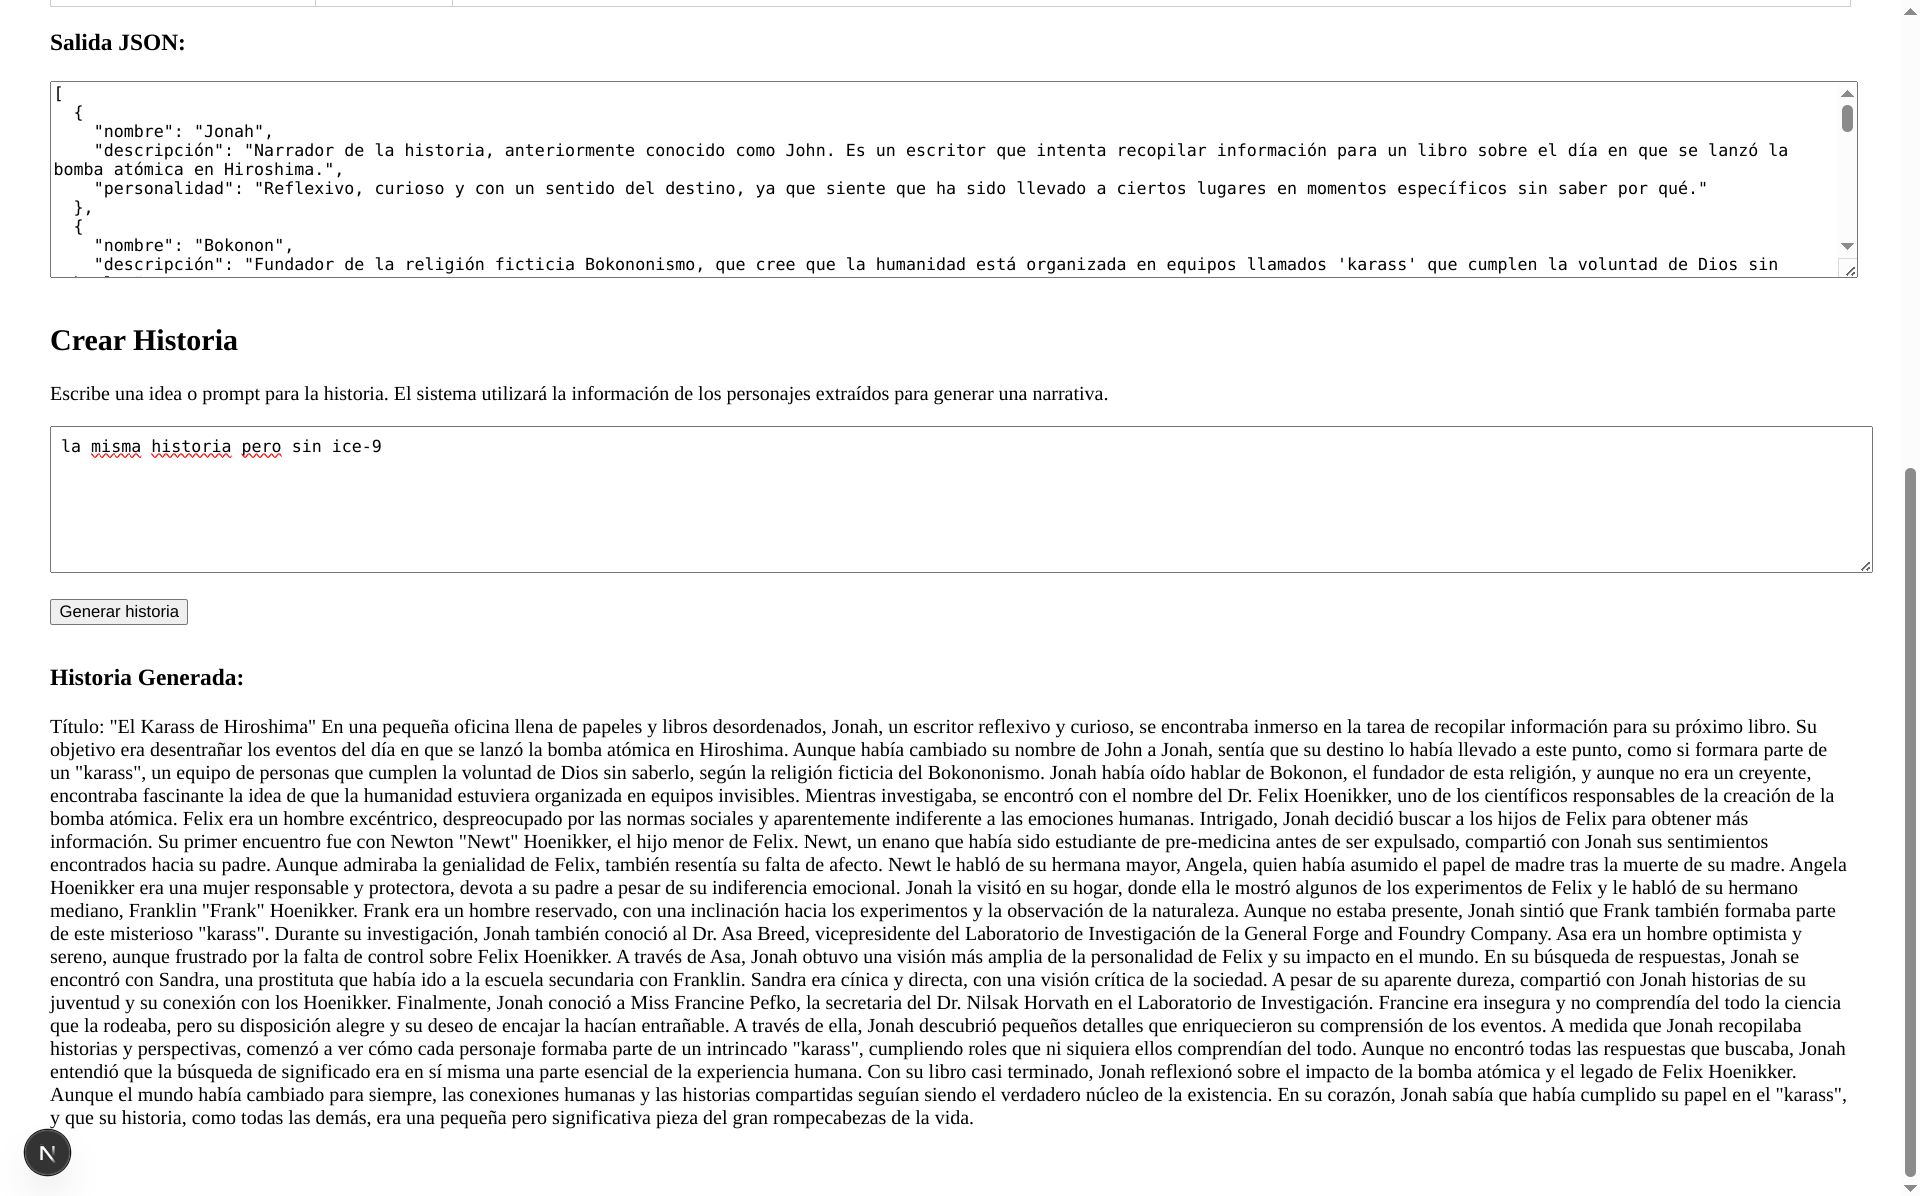 Salida JSON:
[
  {
    "nombre": "Jonah",
    "descripción": "Narrador de la historia, anteriormente conocido como John. Es un escritor que intenta recopilar información para un libro sobre el día en que se lanzó la
bomba atómica en Hiroshima.",
    "personalidad": "Reflexivo, curioso y con un sentido del destino, ya que siente que ha sido llevado a ciertos lugares en momentos específicos sin saber por qué."
  },
  {
    "nombre": "Bokonon",
    "descripción": "Fundador de la religión ficticia Bokononismo, que cree que la humanidad está organizada en equipos llamados 'karass' que cumplen la voluntad de Dios sin
Crear Historia
Escribe una idea o prompt para la historia. El sistema utilizará la información de los personajes extraídos para generar una narrativa.
la misma historia pero sin ice-9
Generar historia
Historia Generada:
Título: "El Karass de Hiroshima" En una pequeña oficina llena de papeles y libros desordenados, Jonah, un escritor reflexivo y curioso, se encontraba inmerso en la tarea de recopilar información para su próximo libro. Su
objetivo era desentrañar los eventos del día en que se lanzó la bomba atómica en Hiroshima. Aunque había cambiado su nombre de John a Jonah, sentía que su destino lo había llevado a este punto, como si formara parte de
un "karass", un equipo de personas que cumplen la voluntad de Dios sin saberlo, según la religión ficticia del Bokononismo. Jonah había oído hablar de Bokonon, el fundador de esta religión, y aunque no era un creyente,
encontraba fascinante la idea de que la humanidad estuviera organizada en equipos invisibles. Mientras investigaba, se encontró con el nombre del Dr. Felix Hoenikker, uno de los científicos responsables de la creación de la
bomba atómica. Felix era un hombre excéntrico, despreocupado por las normas sociales y aparentemente indiferente a las emociones humanas. Intrigado, Jonah decidió buscar a los hijos de Felix para obtener más
información. Su primer encuentro fue con Newton "Newt" Hoenikker, el hijo menor de Felix. Newt, un enano que había sido estudiante de pre-medicina antes de ser expulsado, compartió con Jonah sus sentimientos
encontrados hacia su padre. Aunque admiraba la genialidad de Felix, también resentía su falta de afecto. Newt le habló de su hermana mayor, Angela, quien había asumido el papel de madre tras la muerte de su madre. Angela
Hoenikker era una mujer responsable y protectora, devota a su padre a pesar de su indiferencia emocional. Jonah la visitó en su hogar, donde ella le mostró algunos de los experimentos de Felix y le habló de su hermano
mediano, Franklin "Frank" Hoenikker. Frank era un hombre reservado, con una inclinación hacia los experimentos y la observación de la naturaleza. Aunque no estaba presente, Jonah sintió que Frank también formaba parte
de este misterioso "karass". Durante su investigación, Jonah también conoció al Dr. Asa Breed, vicepresidente del Laboratorio de Investigación de la General Forge and Foundry Company. Asa era un hombre optimista y
sereno, aunque frustrado por la falta de control sobre Felix Hoenikker. A través de Asa, Jonah obtuvo una visión más amplia de la personalidad de Felix y su impacto en el mundo. En su búsqueda de respuestas, Jonah se
encontró con Sandra, una prostituta que había ido a la escuela secundaria con Franklin. Sandra era cínica y directa, con una visión crítica de la sociedad. A pesar de su aparente dureza, compartió con Jonah historias de su
juventud y su conexión con los Hoenikker. Finalmente, Jonah conoció a Miss Francine Pefko, la secretaria del Dr. Nilsak Horvath en el Laboratorio de Investigación. Francine era insegura y no comprendía del todo la ciencia
que la rodeaba, pero su disposición alegre y su deseo de encajar la hacían entrañable. A través de ella, Jonah descubrió pequeños detalles que enriquecieron su comprensión de los eventos. A medida que Jonah recopilaba
historias y perspectivas, comenzó a ver cómo cada personaje formaba parte de un intrincado "karass", cumpliendo roles que ni siquiera ellos comprendían del todo. Aunque no encontró todas las respuestas que buscaba, Jonah
entendió que la búsqueda de significado era en sí misma una parte esencial de la experiencia humana. Con su libro casi terminado, Jonah reflexionó sobre el impacto de la bomba atómica y el legado de Felix Hoenikker.
Aunque el mundo había cambiado para siempre, las conexiones humanas y las historias compartidas seguían siendo el verdadero núcleo de la existencia. En su corazón, Jonah sabía que había cumplido su papel en el "karass",
y que su historia, como todas las demás, era una pequeña pero significativa pieza del gran rompecabezas de la vida.
N